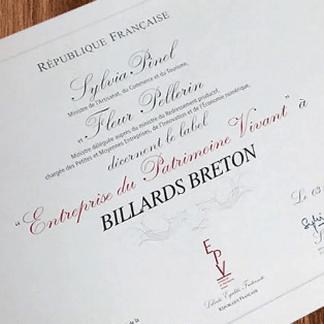 RÉPUBLIQUE FRANÇAISE
Sylvia Pinel
Ministre de l'Artisanat, du Commerce et du Tourisme,
et Fleur Pellerin
Ministre déléguée auprès du ministre du Redressement productif,
chargée des Petites et Moyennes Entreprises, de l'Innovation et de l'Économie numérique,
décernent le label
"Entreprise du Patrimoine Vivant" à
BILLARDS BRETON
Le 03
EPV
Liberté Égalité Fraternité
RÉPUBLIQUE FRANÇAISE